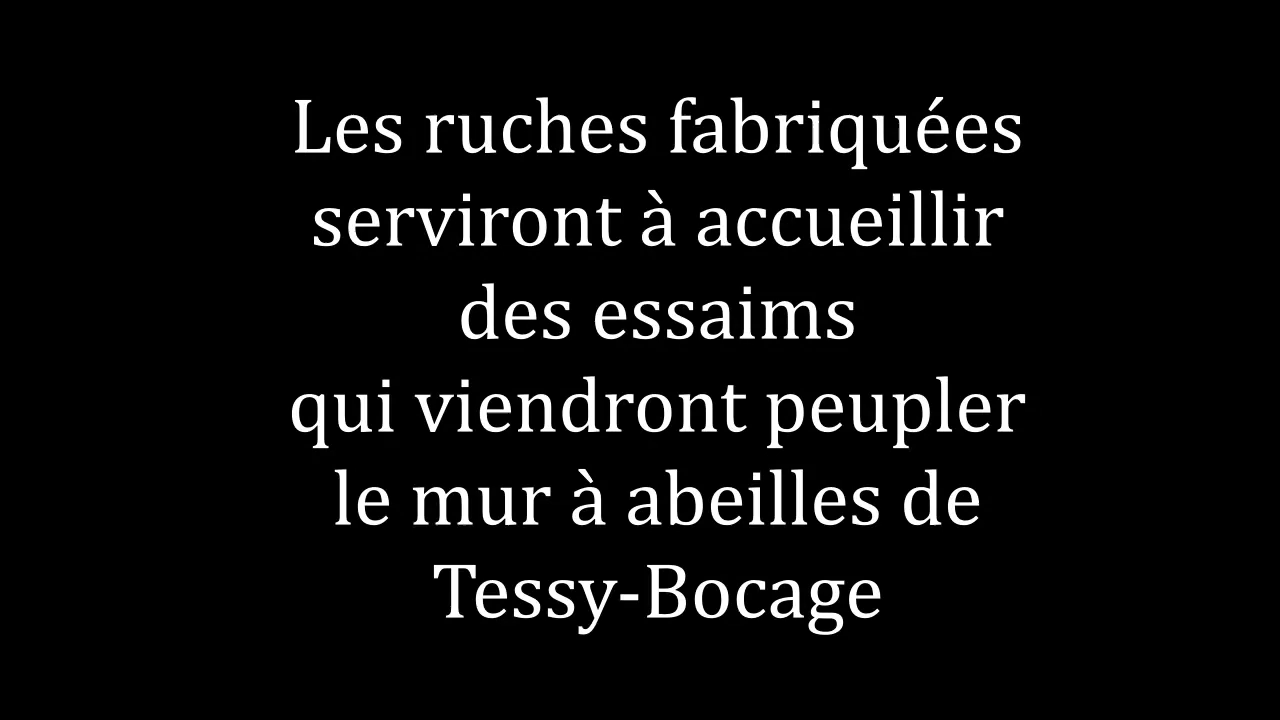 Les ruches fabriquées
serviront à accueillir
des essaims
qui viendront peupler
le mur à abeilles de
Tessy-Bocage